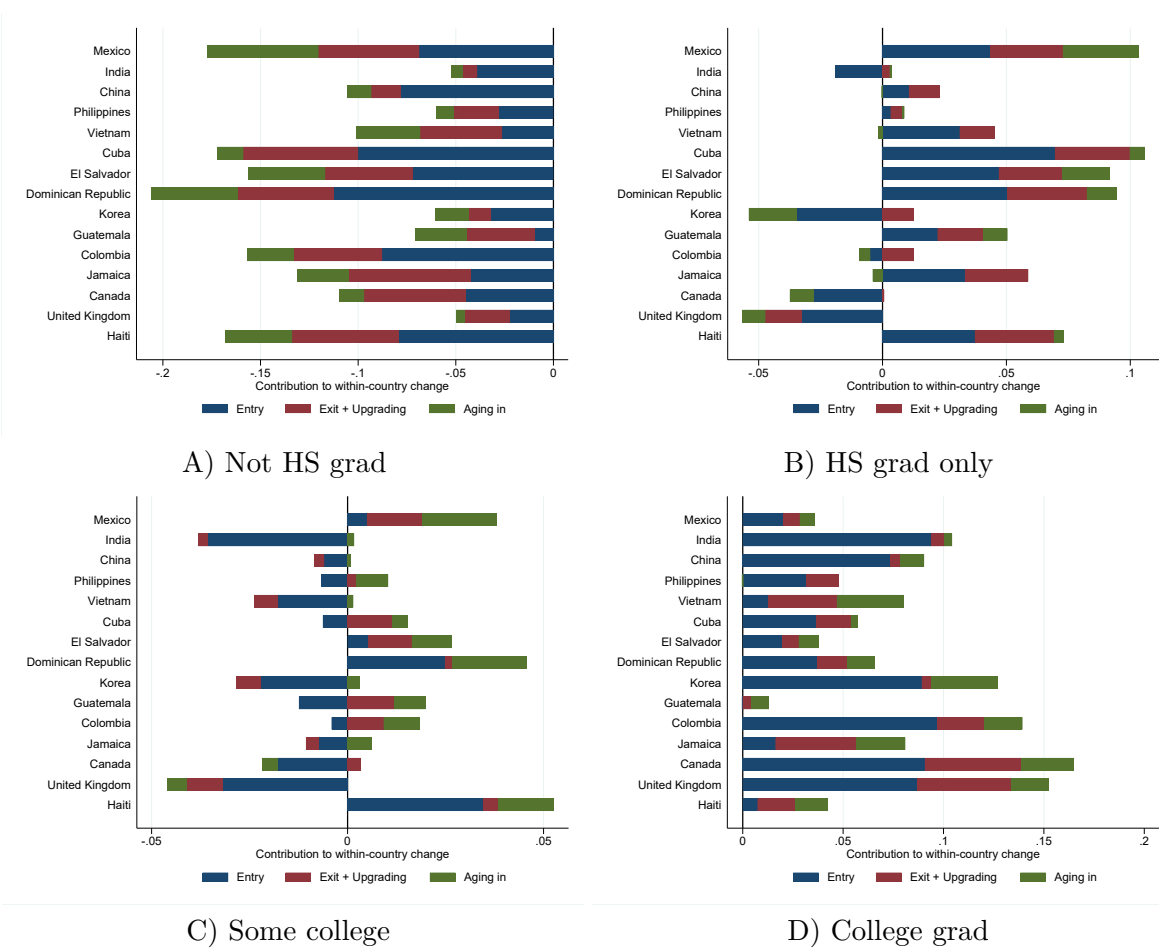 Mexico
India
China
Philippines
Vietnam
Cuba
El Salvador
Dominican Republic
Korea
Guatemala
Colombia
Jamaica
Canada
United Kingdom
Haiti
-.2 -.15 -.1 -.05 0
Contribution to within-country change
Entry Exit + Upgrading Aging in
A) Not HS grad
Mexico
India
China
Philippines
Vietnam
Cuba
El Salvador
Dominican Republic
Korea
Guatemala
Colombia
Jamaica
Canada
United Kingdom
Haiti
-.05 0 .05 .1
Contribution to within-country change
Entry Exit + Upgrading Aging in
B) HS grad only
Mexico
India
China
Philippines
Vietnam
Cuba
El Salvador
Dominican Republic
Korea
Guatemala
Colombia
Jamaica
Canada
United Kingdom
Haiti
-.05 0 .05
Contribution to within-country change
Entry Exit + Upgrading Aging in
C) Some college
Mexico
India
China
Philippines
Vietnam
Cuba
El Salvador
Dominican Republic
Korea
Guatemala
Colombia
Jamaica
Canada
United Kingdom
Haiti
0 .05 .1 .15 .2
Contribution to within-country change
Entry Exit + Upgrading Aging in
D) College grad